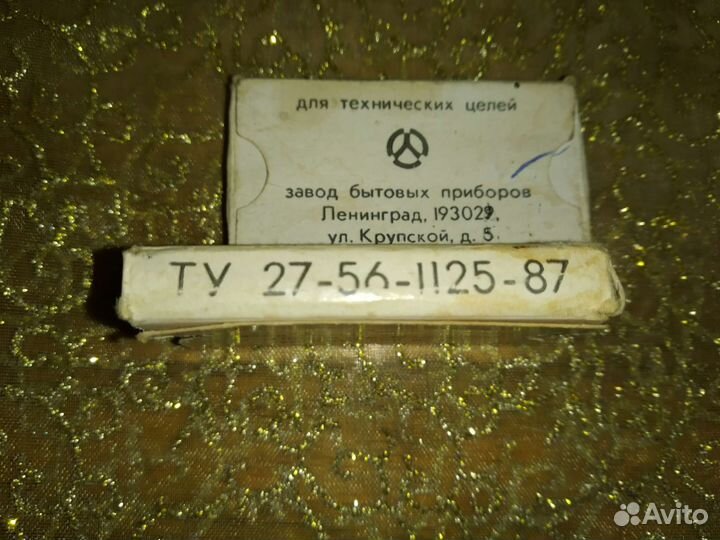 для технических целей
завод бытовых приборов
Ленинград, 193029,
ул. Крупской, д. 5.
ТУ 27-56-1125-87
Avito